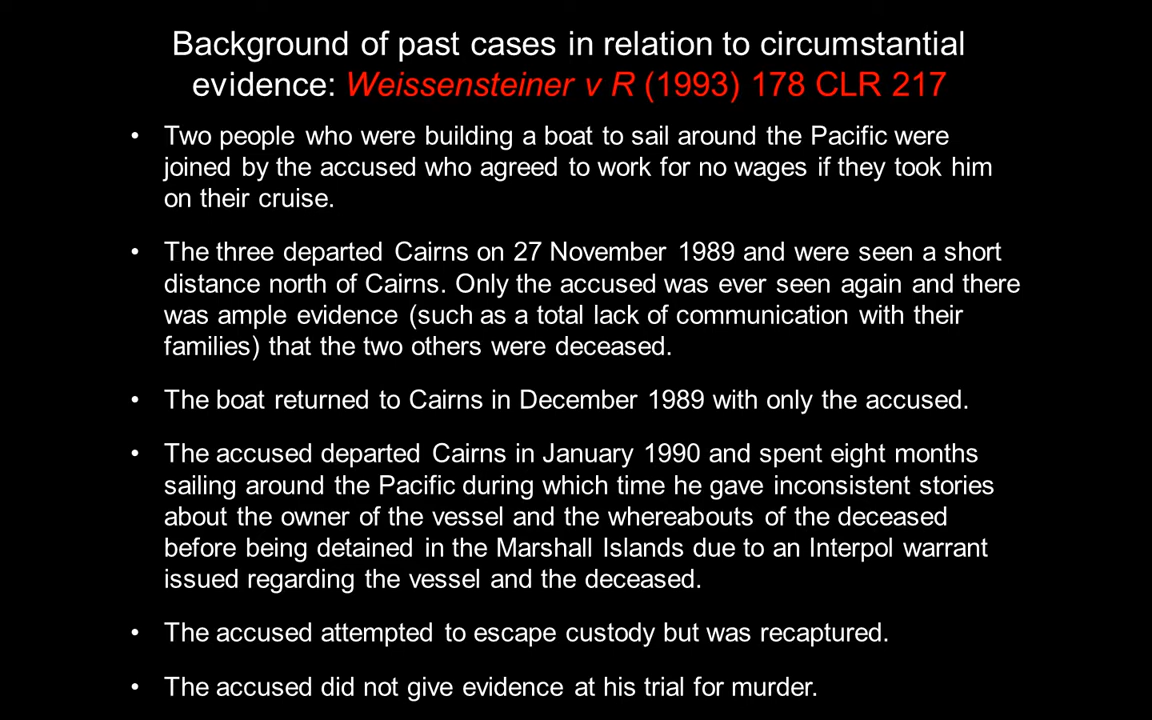 Background of past cases in relation to circumstantial
evidence: Weissensteiner v R (1993) 178 CLR 217
• Two people who were building a boat to sail around the Pacific were
joined by the accused who agreed to work for no wages if they took him
on their cruise.
• The three departed Cairns on 27 November 1989 and were seen a short
distance north of Cairns. Only the accused was ever seen again and there
was ample evidence (such as a total lack of communication with their
families) that the two others were deceased.
• The boat returned to Cairns in December 1989 with only the accused.
• The accused departed Cairns in January 1990 and spent eight months
sailing around the Pacific during which time he gave inconsistent stories
about the owner of the vessel and the whereabouts of the deceased
before being detained in the Marshall Islands due to an Interpol warrant
issued regarding the vessel and the deceased.
• The accused attempted to escape custody but was recaptured.
• The accused did not give evidence at his trial for murder.